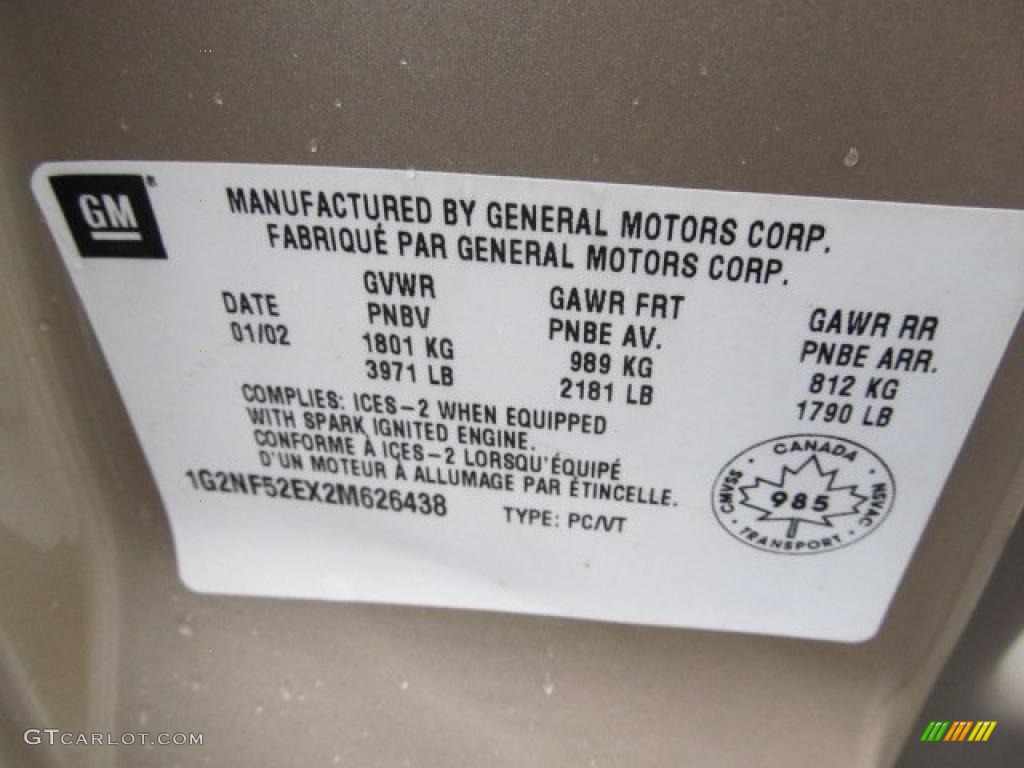 GM
MANUFACTURED BY GENERAL MOTORS CORP.
FABRIQUÉ PAR GENERAL MOTORS CORP.
DATE
01/02
GVWR
PNBV
1801 KG
3971 LB
GAWR FRT
PNBE AV.
989 KG
2181 LB
GAWR RR
PNBE ARR.
812 KG
1790 LB
COMPLIES: ICES-2 WHEN EQUIPPED
WITH SPARK IGNITED ENGINE.
CONFORME À ICES-2 LORSQU'ÉQUIPÉ
D'UN MOTEUR À ALLUMAGE PAR ÉTINCELLE.
1G2NF52EX2M626438
TYPE: PC/VT
CANADA
CMVSS
985
NSVAC
TRANSPORT
GTCARLOT.COM